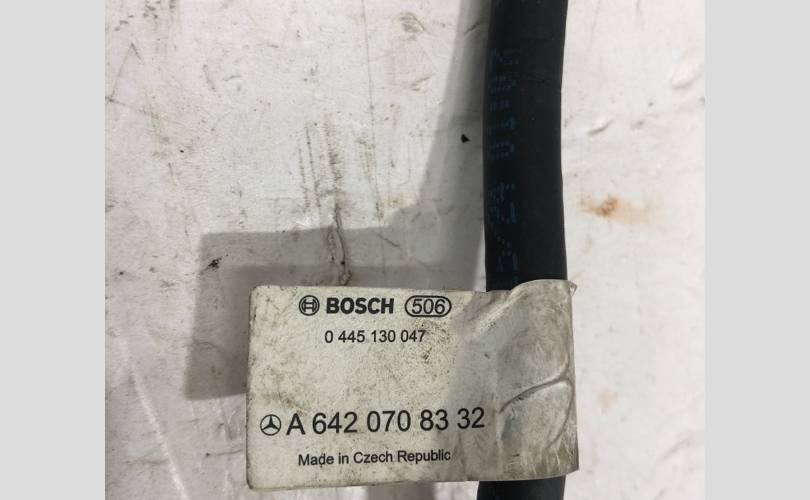 BOSCH 506
0 445 130 047
A 642 070 83 32
Made in Czech Republic